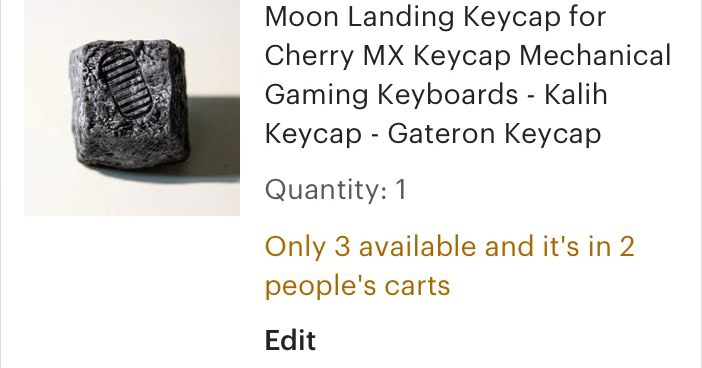 Moon Landing Keycap for
Cherry MX Keycap Mechanical
Gaming Keyboards - Kalih
Keycap - Gateron Keycap
Quantity: 1
Only 3 available and it's in 2
people's carts
Edit